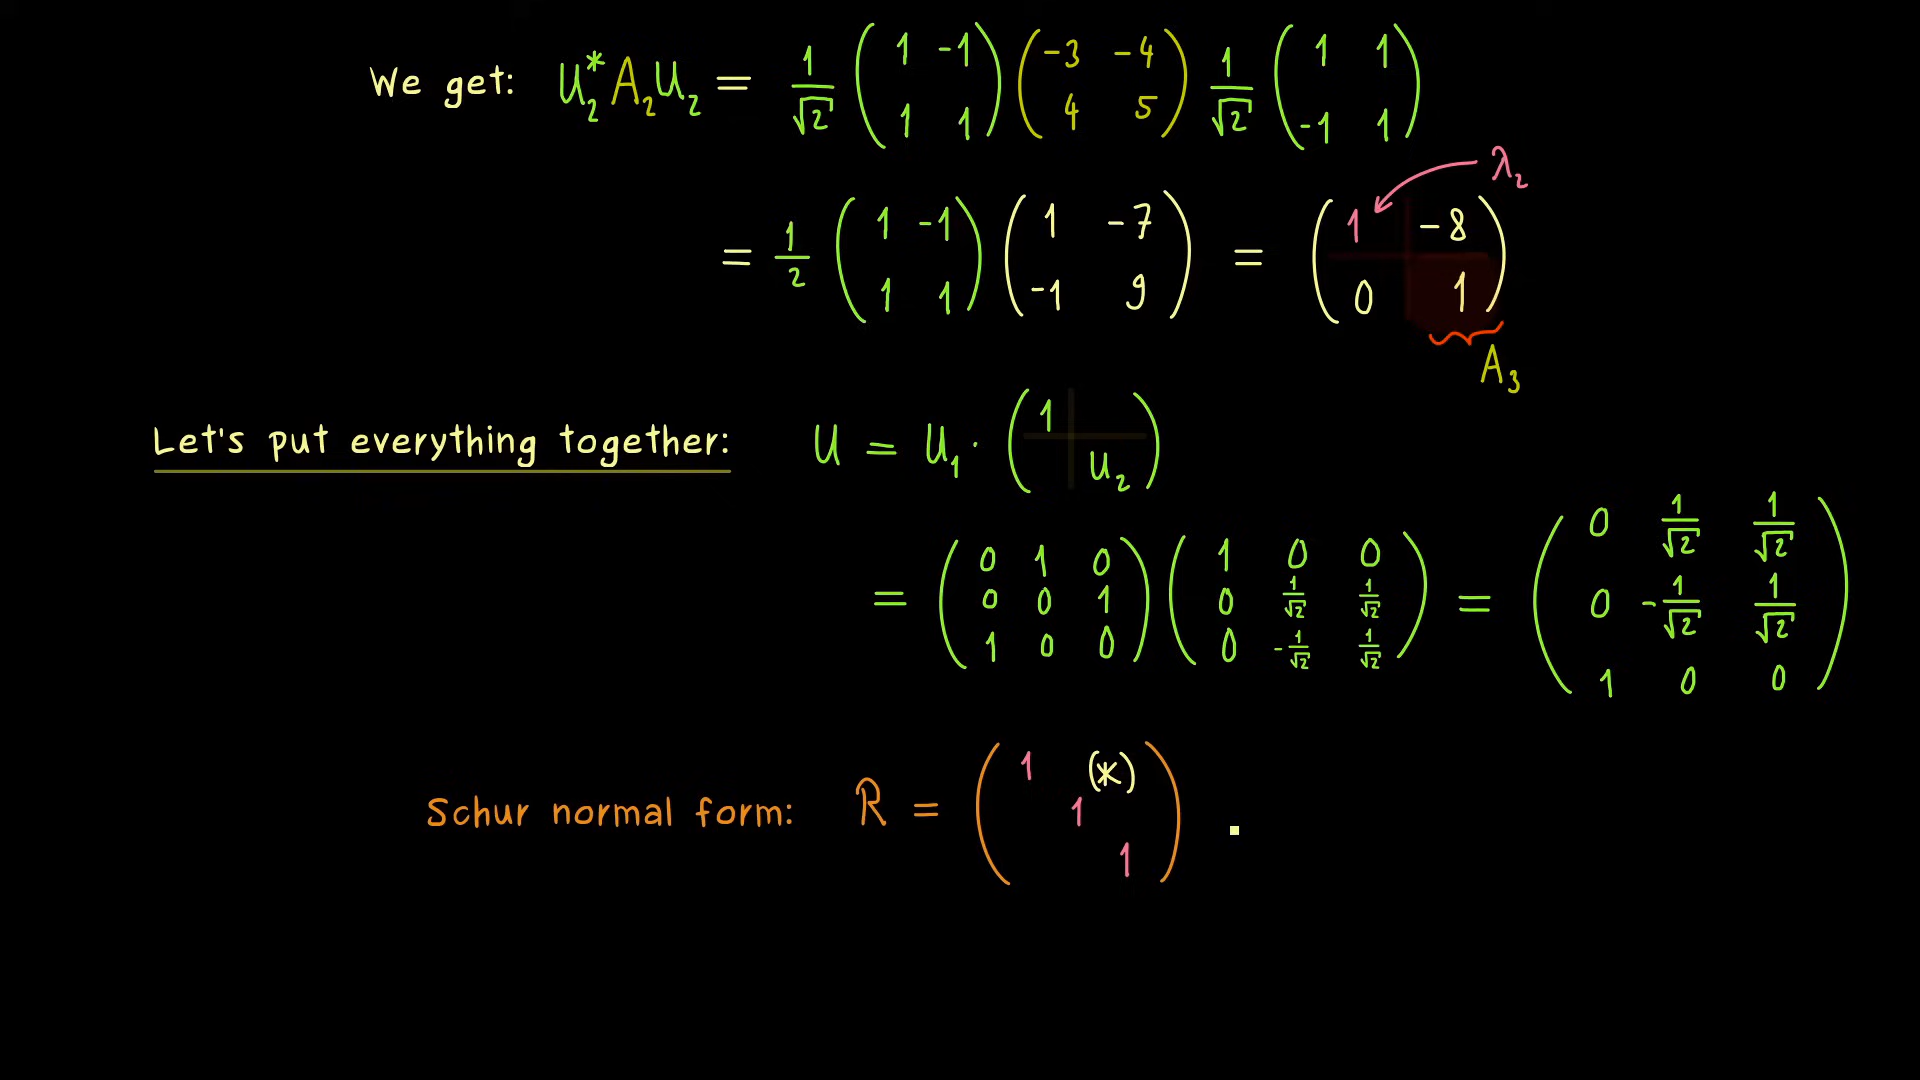 We get: U₂* A₂ U₂ = 1/√2 ( 1 -1 ; 1 1 ) ( -3 -4 ; 4 5 ) 1/√2 ( 1 1 ; -1 1 )
λ₂
= 1/2 ( 1 -1 ; 1 1 ) ( 1 -7 ; -1 9 ) = ( 1 -8 ; 0 1 )
A₃
Let's put everything together: U = U₁ · ( 1 ; U₂ )
= ( 0 1 0 ; 0 0 1 ; 1 0 0 ) ( 1 0 0 ; 0 1/√2 1/√2 ; 0 -1/√2 1/√2 ) = ( 0 1/√2 1/√2 ; 0 -1/√2 1/√2 ; 1 0 0 )
Schur normal form: R = ( 1 (*) ; 1 ; 1 )